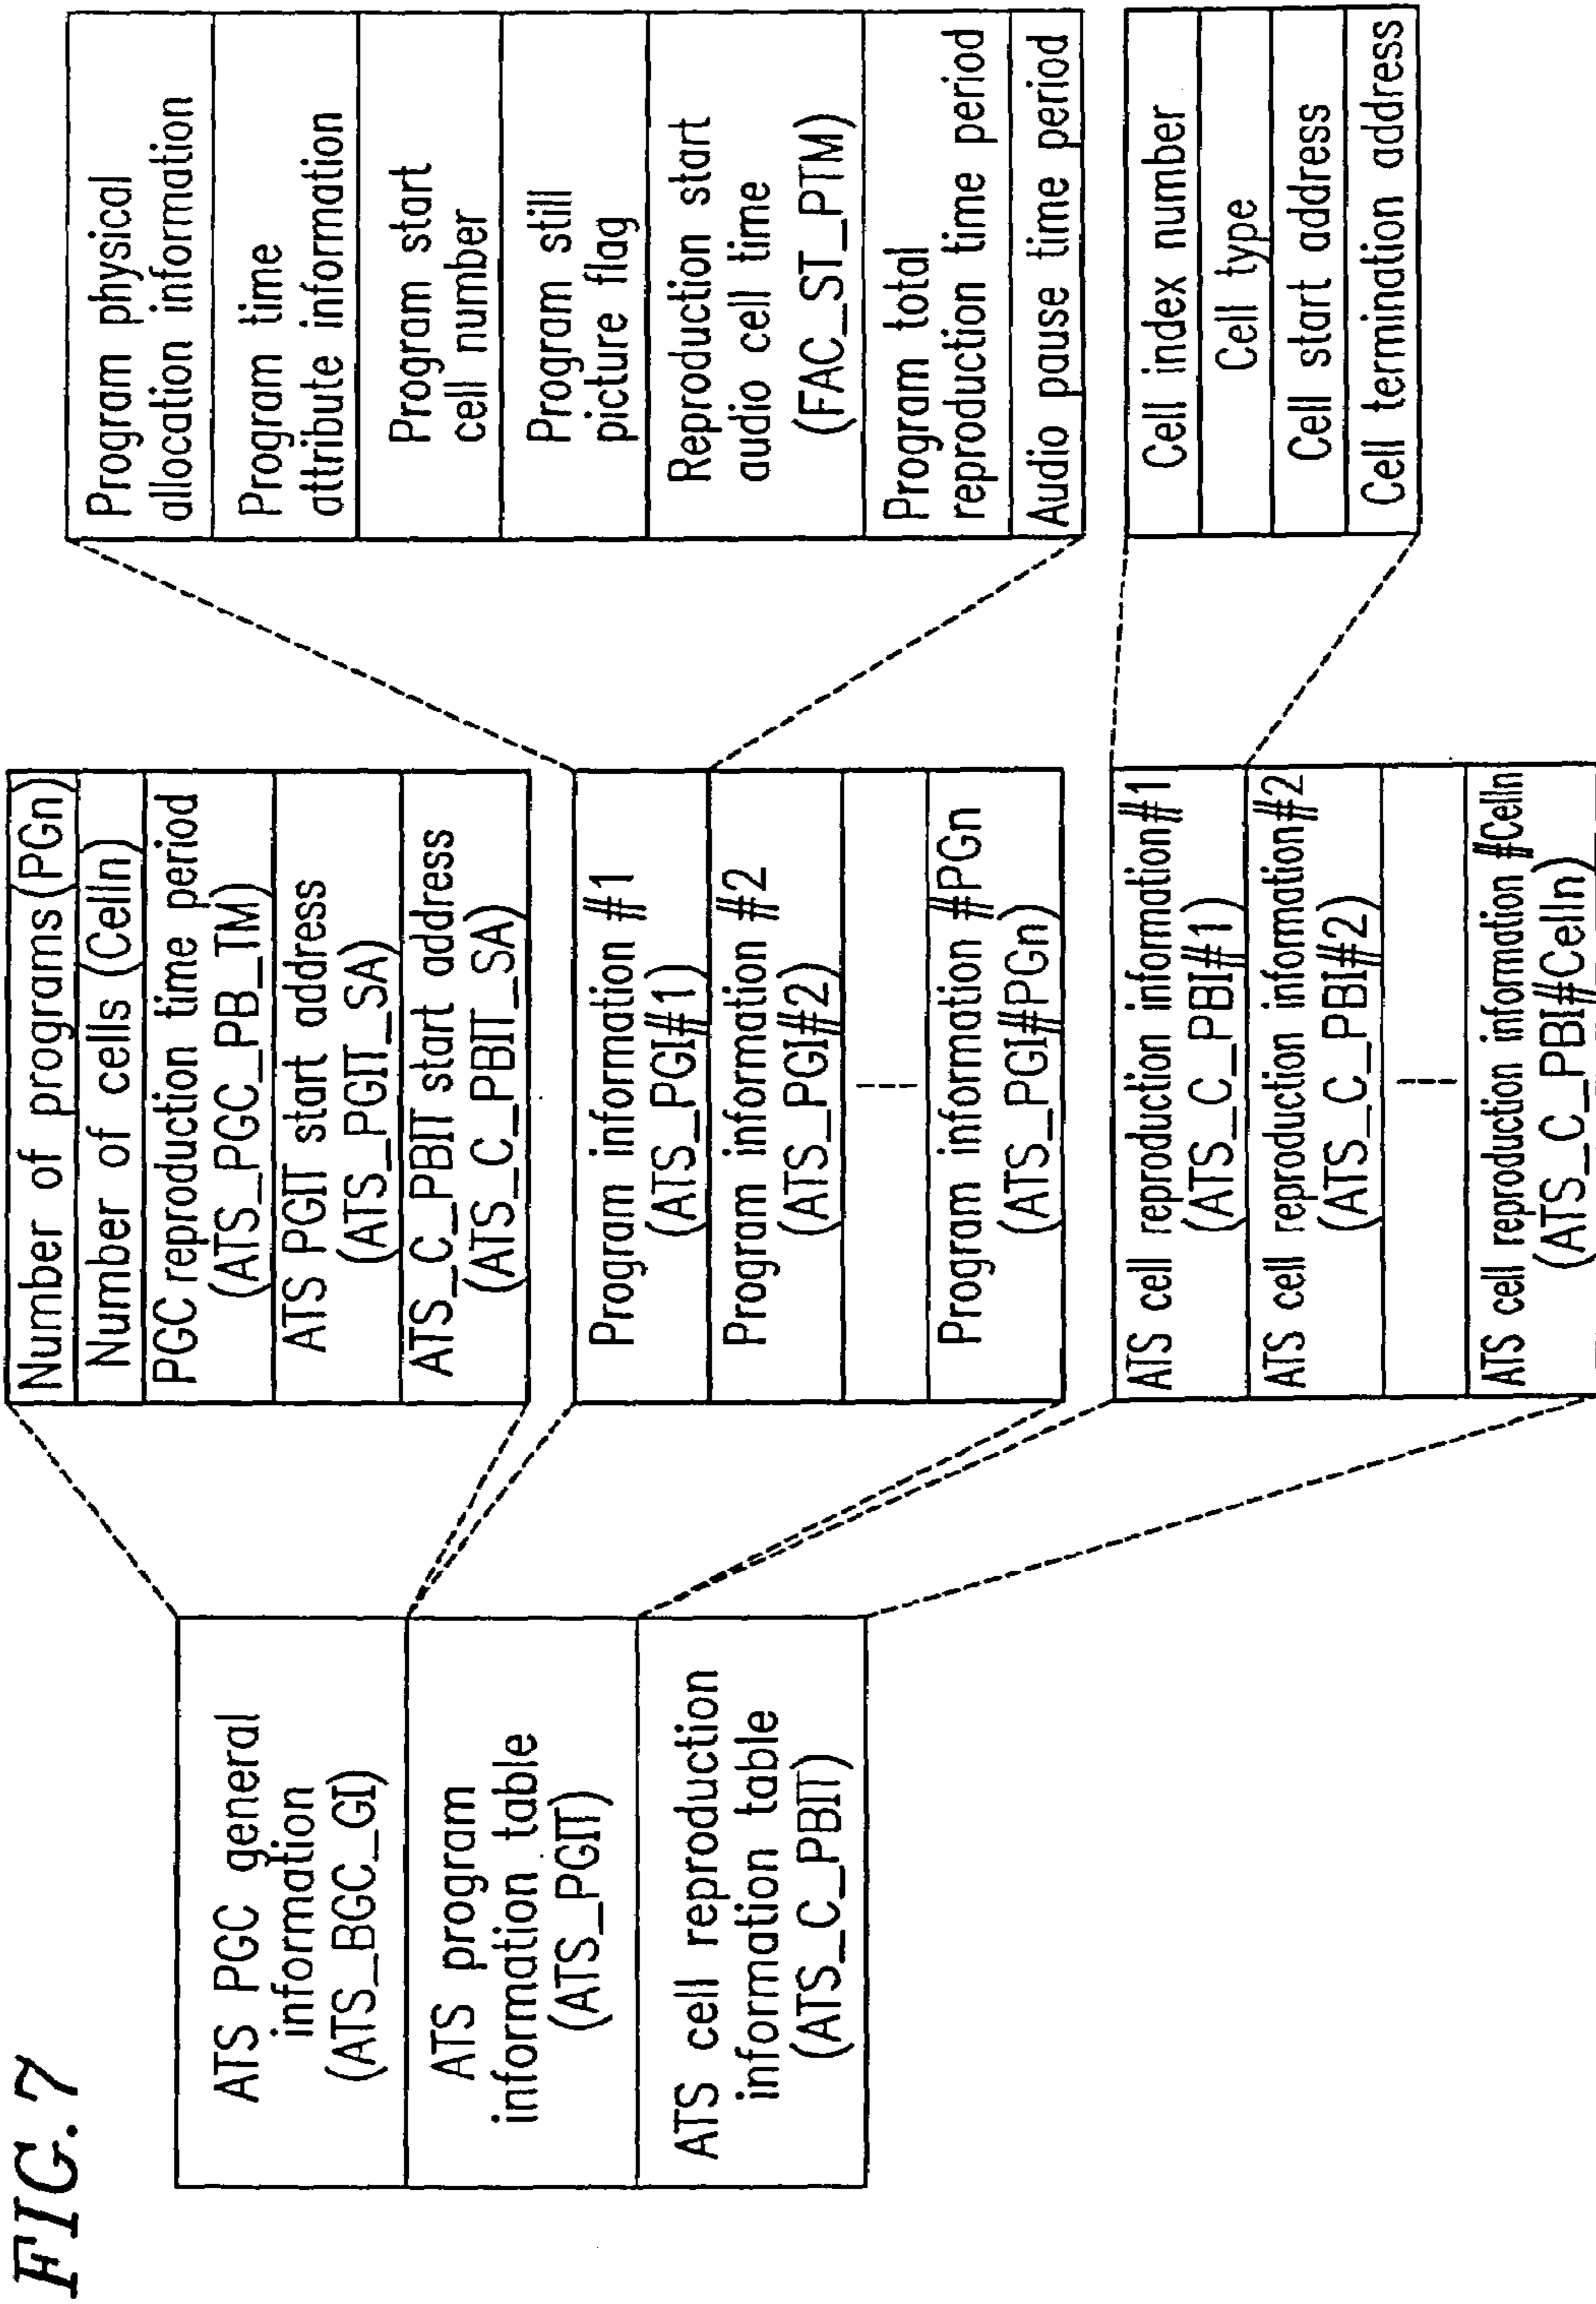 FIG. 7
ATS PGC general
information
(ATS_BGC_GI)
ATS program
information table
(ATS_PGIT)
ATS cell reproduction
information table
(ATS_C_PBIT)
Number of programs(PGn)
Number of cells (Celln)
PGC reproduction time period
(ATS_PGC_PB_TM)
ATS PGIT start address
(ATS_PGIT_SA)
ATS_C_PBIT start address
(ATS_C_PBIT_SA)
Program information #1
(ATS_PGI#1)
Program information #2
(ATS_PGI#2)
Program information #PGn
(ATS_PGI#PGn)
ATS cell reproduction information#1
(ATS_C_PBI#1)
ATS cell reproduction information#2
(ATS_C_PBI#2)
ATS cell reproduction information #Celln
(ATS_C_PBI#Celln)
Program physical
allocation information
Program time
attribute information
Program start
cell number
Program still
picture flag
Reproduction start
audio cell time
(FAC_ST_PTM)
Program total
reproduction time period
Audio pause time period
Cell index number
Cell type
Cell start address
Cell termination address